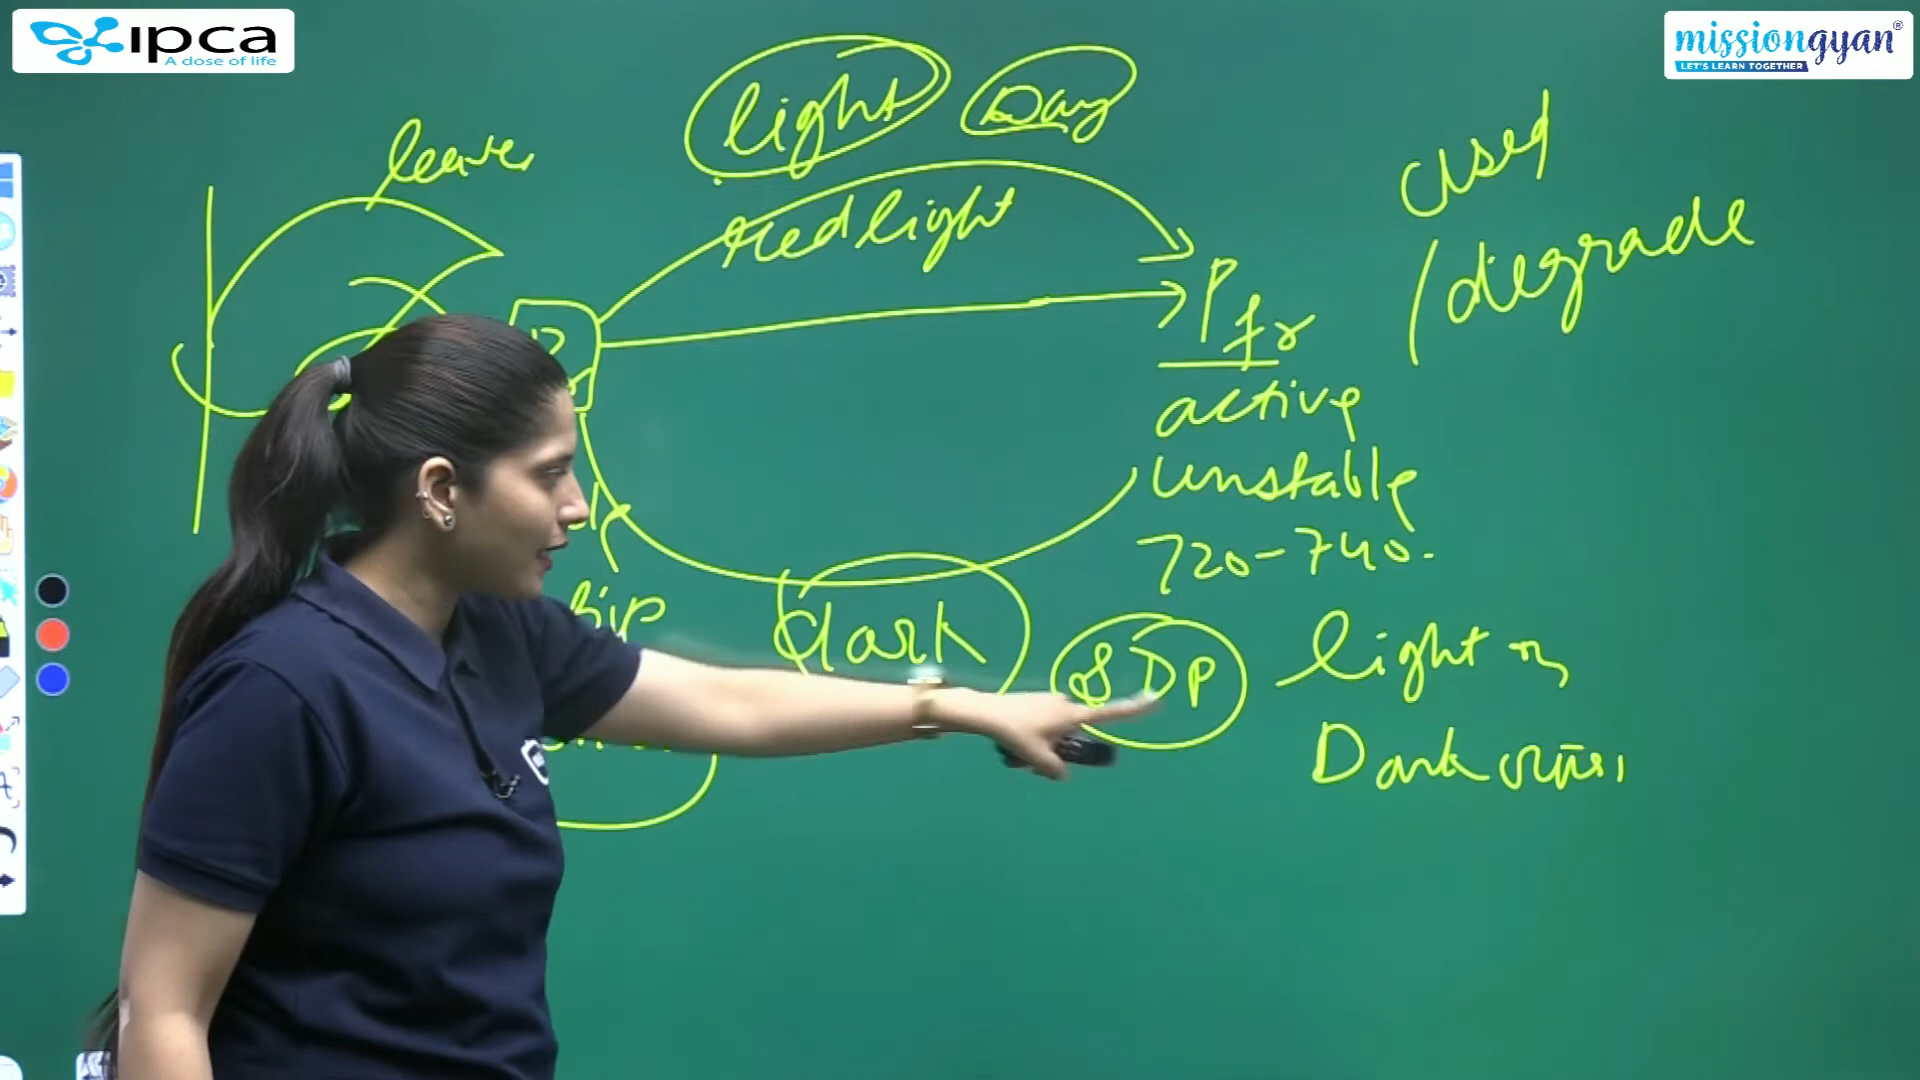 ipca
A dose of life
missiongyan®
LET'S LEARN TOGETHER
light Day
leaves
red light
used
/degrade
Pfr
active
unstable
720-740.
dark
SDP
light
Dark